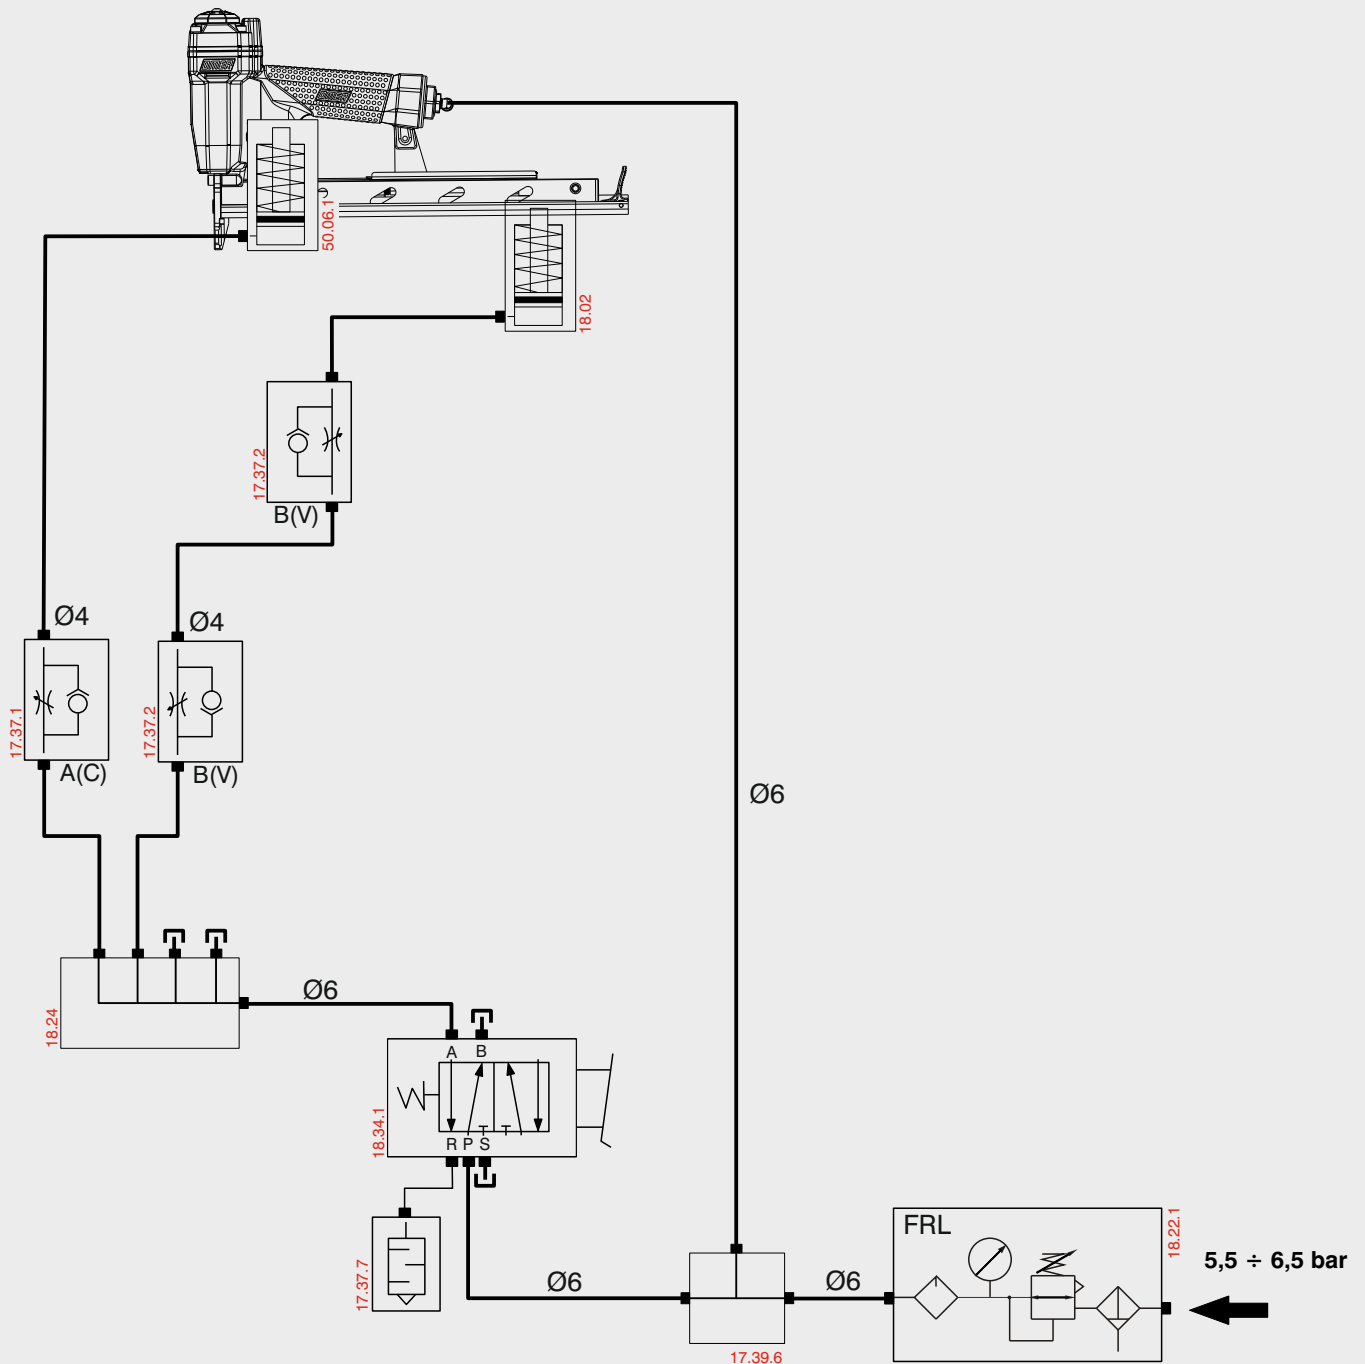 50.06.1
18.02
17.37.2
B(V)
Ø4
Ø4
17.37.1
17.37.2
A(C)
B(V)
Ø6
18.24
Ø6
A B
18.34.1
R P S
17.37.7
Ø6
17.39.6
Ø6
FRL
18.22.1
5,5 ÷ 6,5 bar